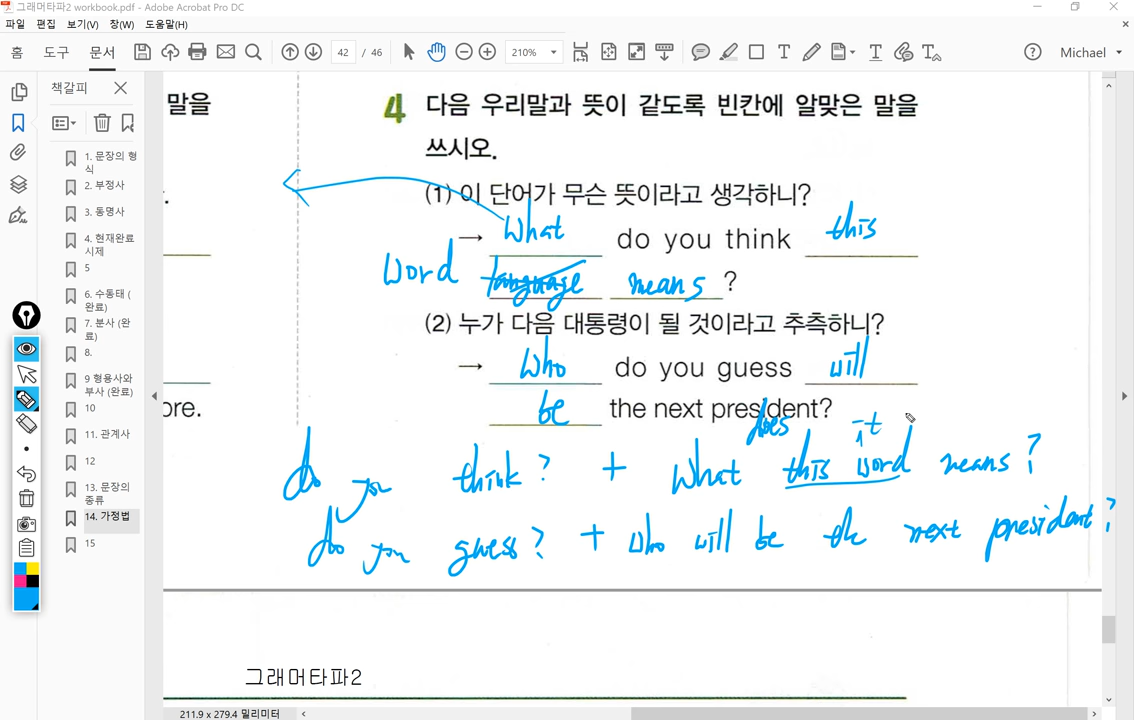 그래머타파2 workbook.pdf - Adobe Acrobat Pro DC
파일 편집 보기(V) 창(W) 도움말(H)
홈 도구 문서 42 / 46 210% Michael
책갈피
1. 문장의 형식
2. 부정사
3. 동명사
4. 현재완료 시제
5
6. 수동태 (완료)
7. 분사 (완료)
8.
9 형용사와 부사 (완료)
10
11. 관계사
12
13. 문장의 종류
14. 가정법
15
말을
ore.
4 다음 우리말과 뜻이 같도록 빈칸에 알맞은 말을
쓰시오.
(1) 이 단어가 무슨 뜻이라고 생각하니?
→ What do you think this
word language means ?
(2) 누가 다음 대통령이 될 것이라고 추측하니?
→ Who do you guess will
be the next president?
does it
do you think? + What this word means?
do you guess? + who will be the next president?
그래머타파2
211.9 x 279.4 밀리미터